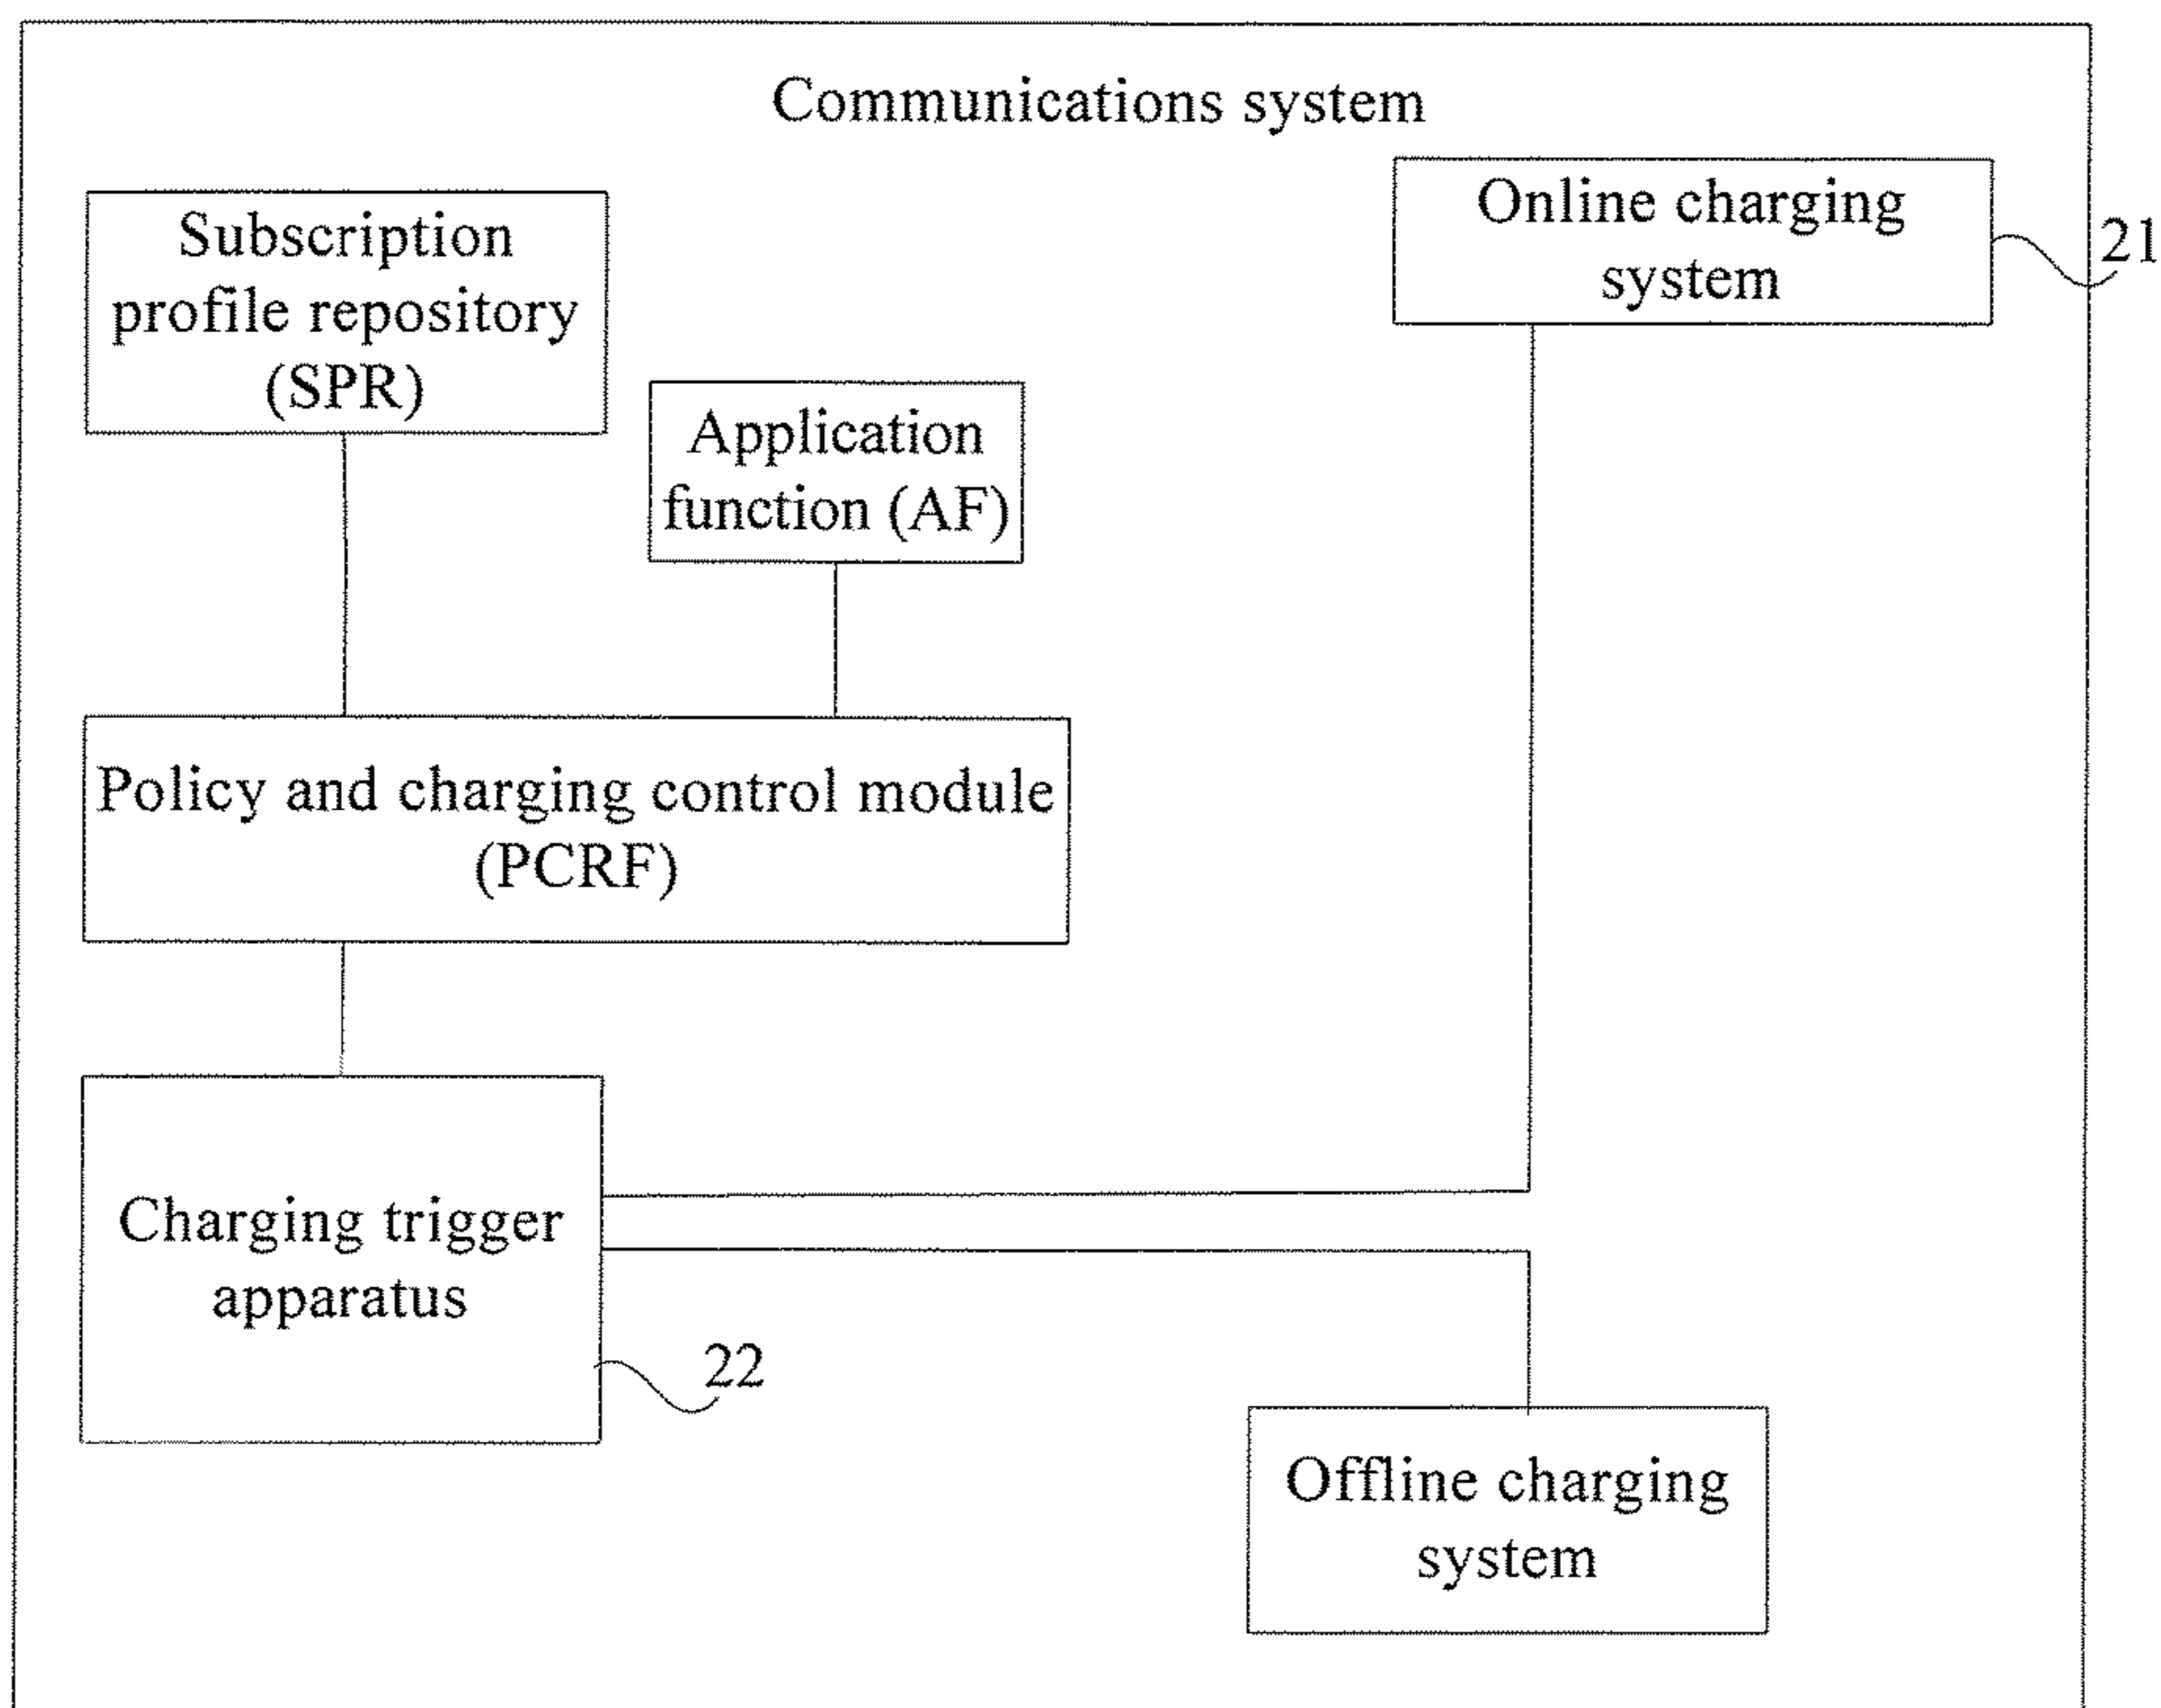 Communications system
Subscription
profile repository
(SPR)
Online charging
system
21
Application
function (AF)
Policy and charging control module
(PCRF)
Charging trigger
apparatus
22
Offline charging
system